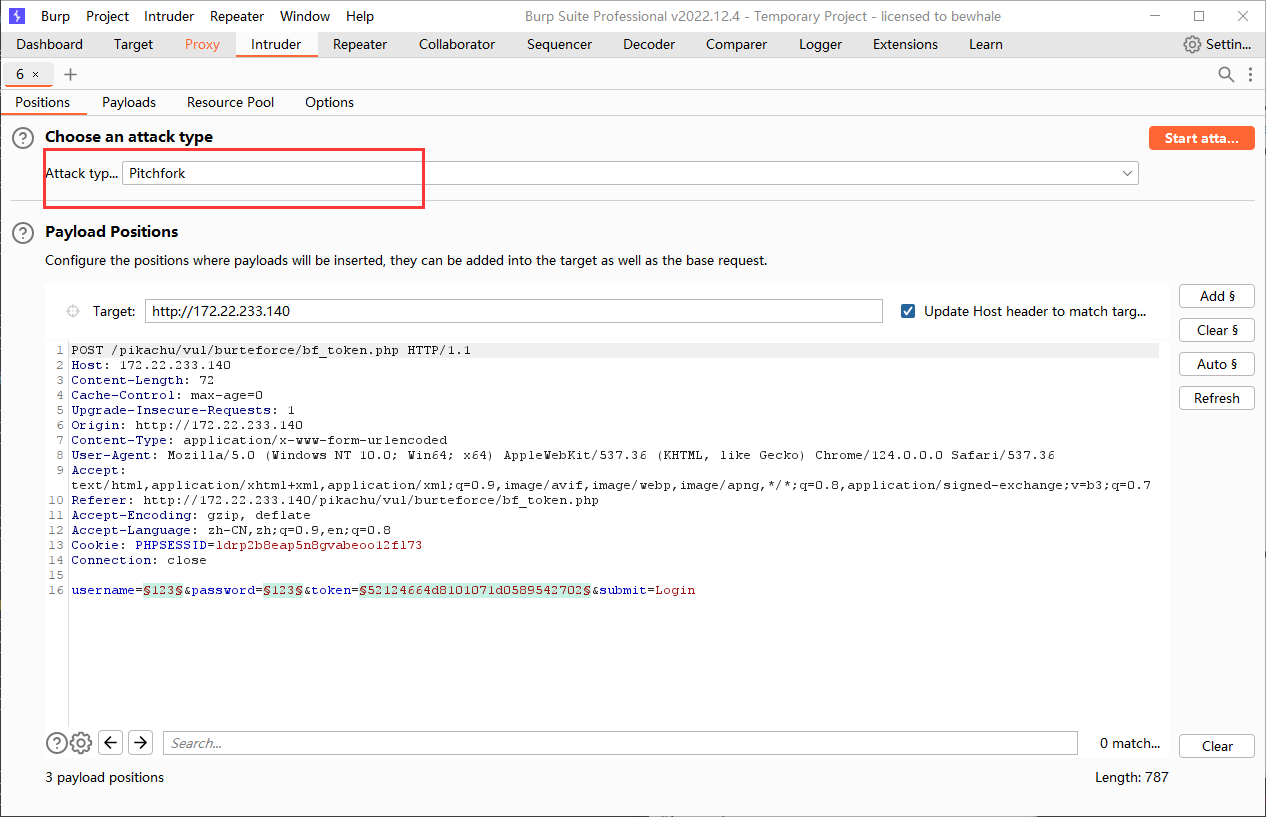 Burp Project Intruder Repeater Window Help Burp Suite Professional v2022.12.4 - Temporary Project - licensed to bewhale
Dashboard Target Proxy Intruder Repeater Collaborator Sequencer Decoder Comparer Logger Extensions Learn Settin...
6 ×
Positions Payloads Resource Pool Options
Choose an attack type
Start atta...
Attack typ... Pitchfork
Payload Positions
Configure the positions where payloads will be inserted, they can be added into the target as well as the base request.
Target: http://172.22.233.140 Update Host header to match targ...
Add §
Clear §
Auto §
Refresh
1 POST /pikachu/vul/burteforce/bf_token.php HTTP/1.1
2 Host: 172.22.233.140
3 Content-Length: 72
4 Cache-Control: max-age=0
5 Upgrade-Insecure-Requests: 1
6 Origin: http://172.22.233.140
7 Content-Type: application/x-www-form-urlencoded
8 User-Agent: Mozilla/5.0 (Windows NT 10.0; Win64; x64) AppleWebKit/537.36 (KHTML, like Gecko) Chrome/124.0.0.0 Safari/537.36
9 Accept:
text/html,application/xhtml+xml,application/xml;q=0.9,image/avif,image/webp,image/apng,*/*;q=0.8,application/signed-exchange;v=b3;q=0.7
10 Referer: http://172.22.233.140/pikachu/vul/burteforce/bf_token.php
11 Accept-Encoding: gzip, deflate
12 Accept-Language: zh-CN,zh;q=0.9,en;q=0.8
13 Cookie: PHPSESSID=ldrp2b8eap5n8gvabeoo12fl73
14 Connection: close
15
16 username=§123§&password=§123§&token=§52124664d8101071d0589542702§&submit=Login
Search...
0 match...
Clear
3 payload positions
Length: 787